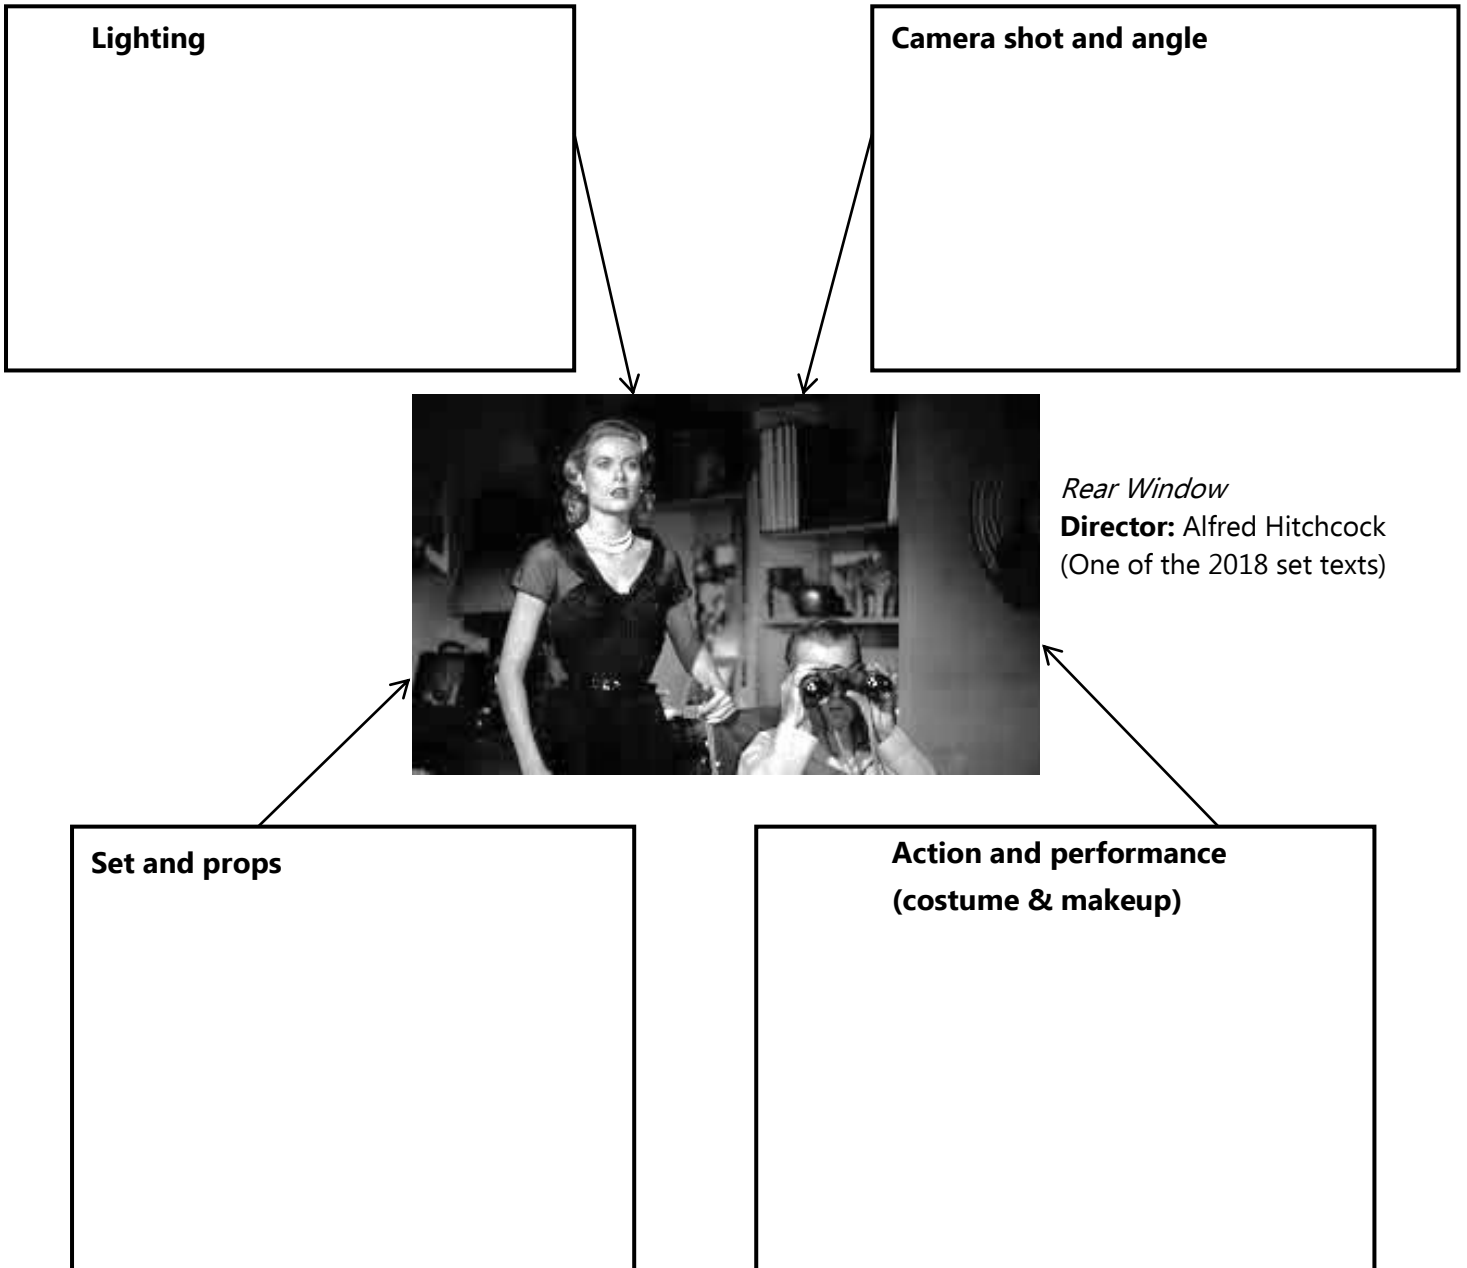 Lighting
Camera shot and angle
Rear Window
Director: Alfred Hitchcock
(One of the 2018 set texts)
Set and props
Action and performance
(costume & makeup)